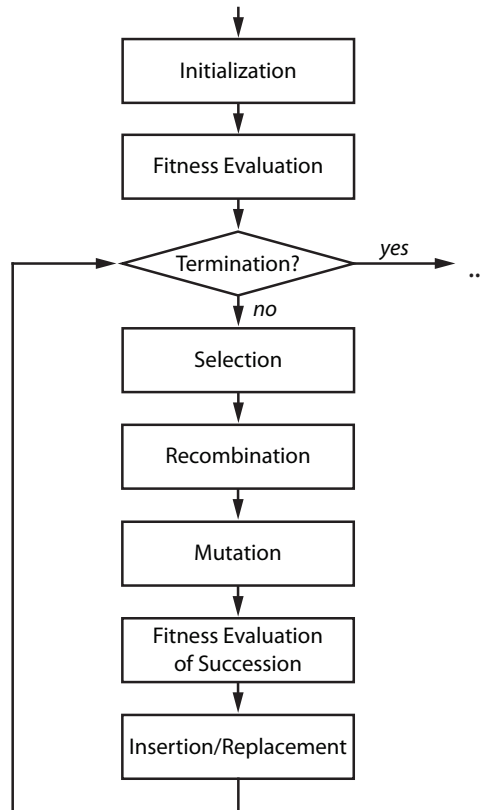 Initialization
Fitness Evaluation
Termination?
yes
..
no
Selection
Recombination
Mutation
Fitness Evaluation
of Succession
Insertion/Replacement